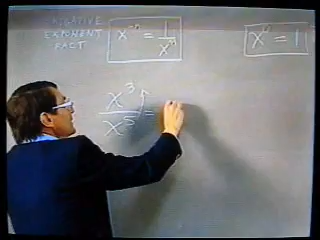 NEGATIVE
EXPONENT
FACT
x⁻ⁿ = 1/xⁿ
x⁰ = 1
x³/x⁵ =